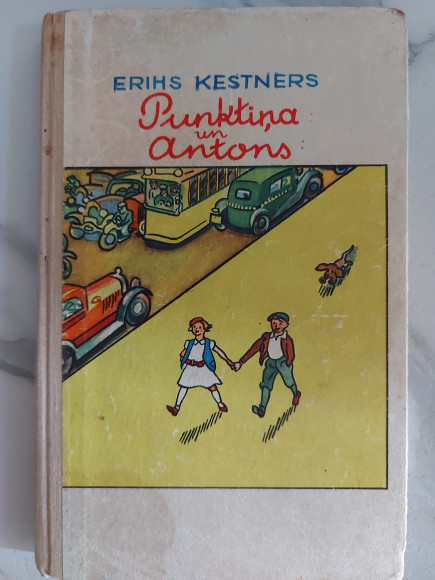 ERIHS KESTNERS
Punktiņa
un
Antons